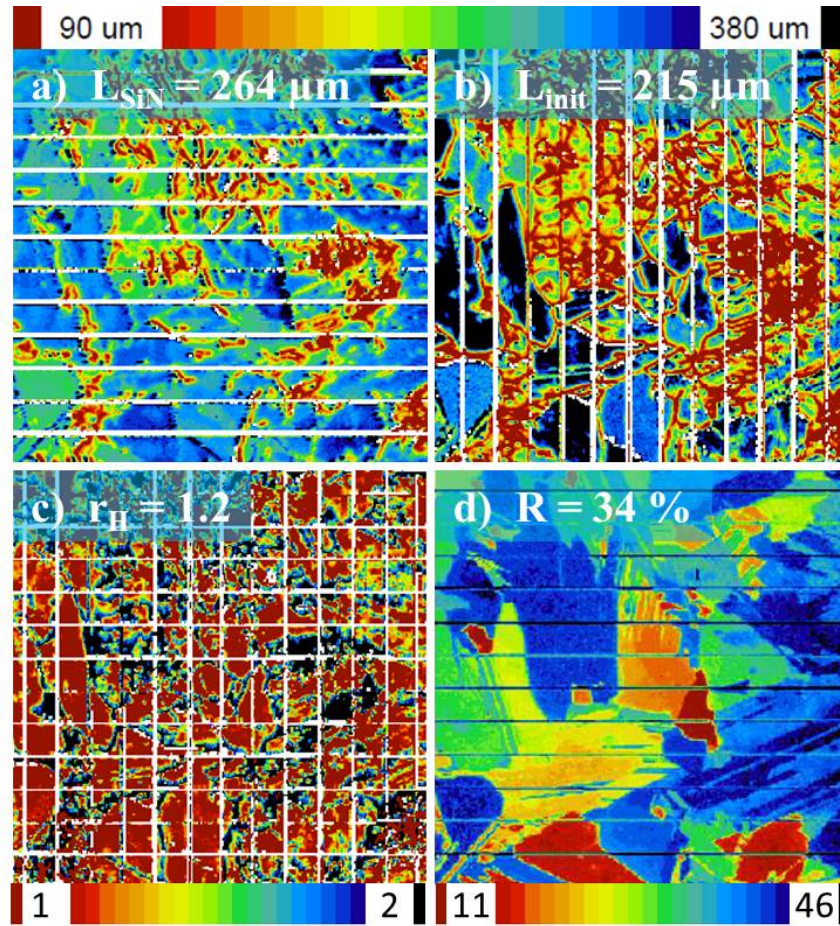 90 um 380 um
a) L_SiN = 264 µm b) L_init = 215 µm
c) r_H = 1.2 d) R = 34 %
1 2 11 46